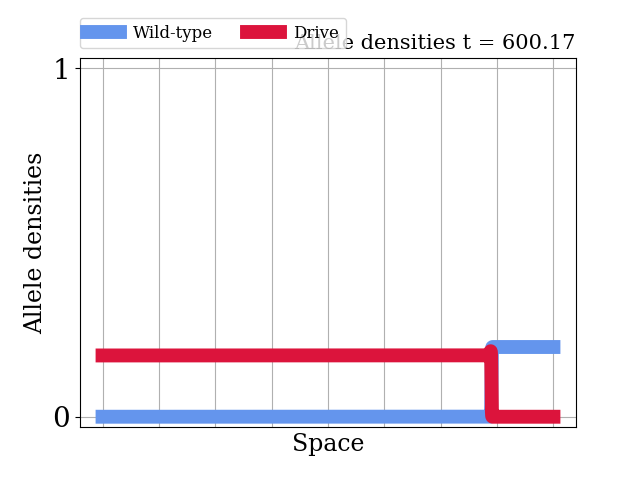 Wild-type
Drive
Allele densities t = 600.17
1
Allele densities
0
Space